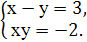 x − y = 3,
xy = −2.